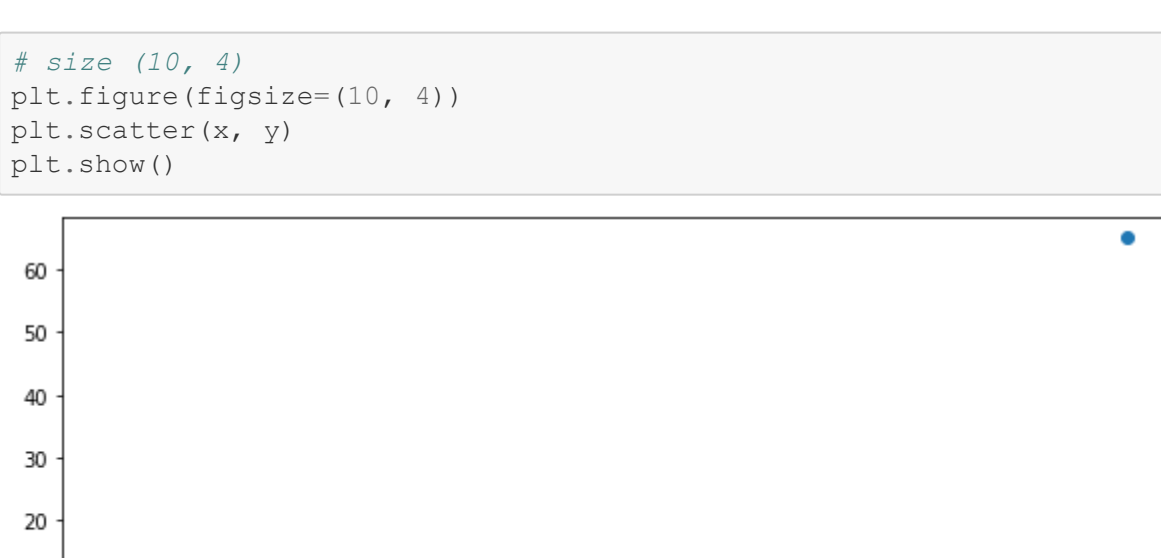 # size (10, 4)
plt.figure(figsize=(10, 4))
plt.scatter(x, y)
plt.show()
60
50
40
30
20